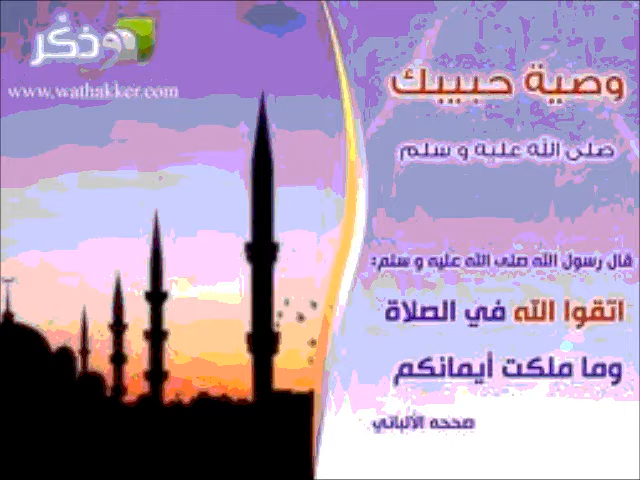 وذكر
www.wathakker.com
وصية حبيبك
صلى الله عليه و سلم
قال رسول الله صلى الله عليه و سلم:
اتقوا الله في الصلاة
وما ملكت أيمانكم
صححه الألباني